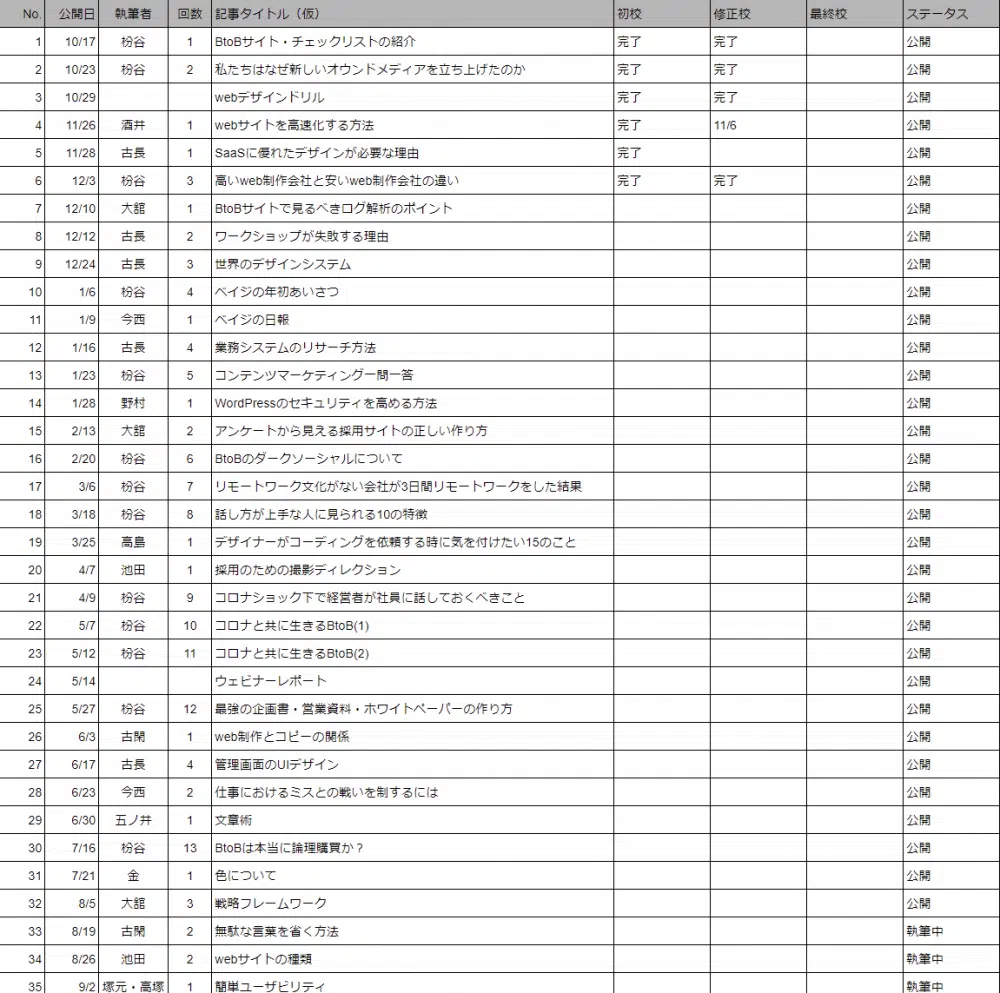 No. 公開日 執筆者 回数 記事タイトル（仮） 初校 修正校 最終校 ステータス
1 10/17 枌谷 1 BtoBサイト・チェックリストの紹介 完了 完了 公開
2 10/23 枌谷 2 私たちはなぜ新しいオウンドメディアを立ち上げたのか 完了 完了 公開
3 10/29 webデザインドリル 完了 完了 公開
4 11/26 酒井 1 webサイトを高速化する方法 完了 11/6 公開
5 11/28 古長 1 SaaSに優れたデザインが必要な理由 完了 公開
6 12/3 枌谷 3 高いweb制作会社と安いweb制作会社の違い 完了 完了 公開
7 12/10 大舘 1 BtoBサイトで見るべきログ解析のポイント 公開
8 12/12 古長 2 ワークショップが失敗する理由 公開
9 12/24 古長 3 世界のデザインシステム 公開
10 1/6 枌谷 4 ベイジの年初あいさつ 公開
11 1/9 今西 1 ベイジの日報 公開
12 1/16 古長 4 業務システムのリサーチ方法 公開
13 1/23 枌谷 5 コンテンツマーケティング一問一答 公開
14 1/28 野村 1 WordPressのセキュリティを高める方法 公開
15 2/13 大舘 2 アンケートから見える採用サイトの正しい作り方 公開
16 2/20 枌谷 6 BtoBのダークソーシャルについて 公開
17 3/6 枌谷 7 リモートワーク文化がない会社が3日間リモートワークをした結果 公開
18 3/18 枌谷 8 話し方が上手な人に見られる10の特徴 公開
19 3/25 高島 1 デザイナーがコーディングを依頼する時に気を付けたい15のこと 公開
20 4/7 池田 1 採用のための撮影ディレクション 公開
21 4/9 枌谷 9 コロナショック下で経営者が社員に話しておくべきこと 公開
22 5/7 枌谷 10 コロナと共に生きるBtoB(1) 公開
23 5/12 枌谷 11 コロナと共に生きるBtoB(2) 公開
24 5/14 ウェビナーレポート 公開
25 5/27 枌谷 12 最強の企画書・営業資料・ホワイトペーパーの作り方 公開
26 6/3 古閑 1 web制作とコピーの関係 公開
27 6/17 古長 4 管理画面のUIデザイン 公開
28 6/23 今西 2 仕事におけるミスとの戦いを制するには 公開
29 6/30 五ノ井 1 文章術 公開
30 7/16 枌谷 13 BtoBは本当に論理購買か？ 公開
31 7/21 金 1 色について 公開
32 8/5 大舘 3 戦略フレームワーク 公開
33 8/19 古閑 2 無駄な言葉を省く方法 執筆中
34 8/26 池田 2 webサイトの種類 執筆中
35 9/2 塚元・高塚 1 簡単ユーザビリティ 執筆中